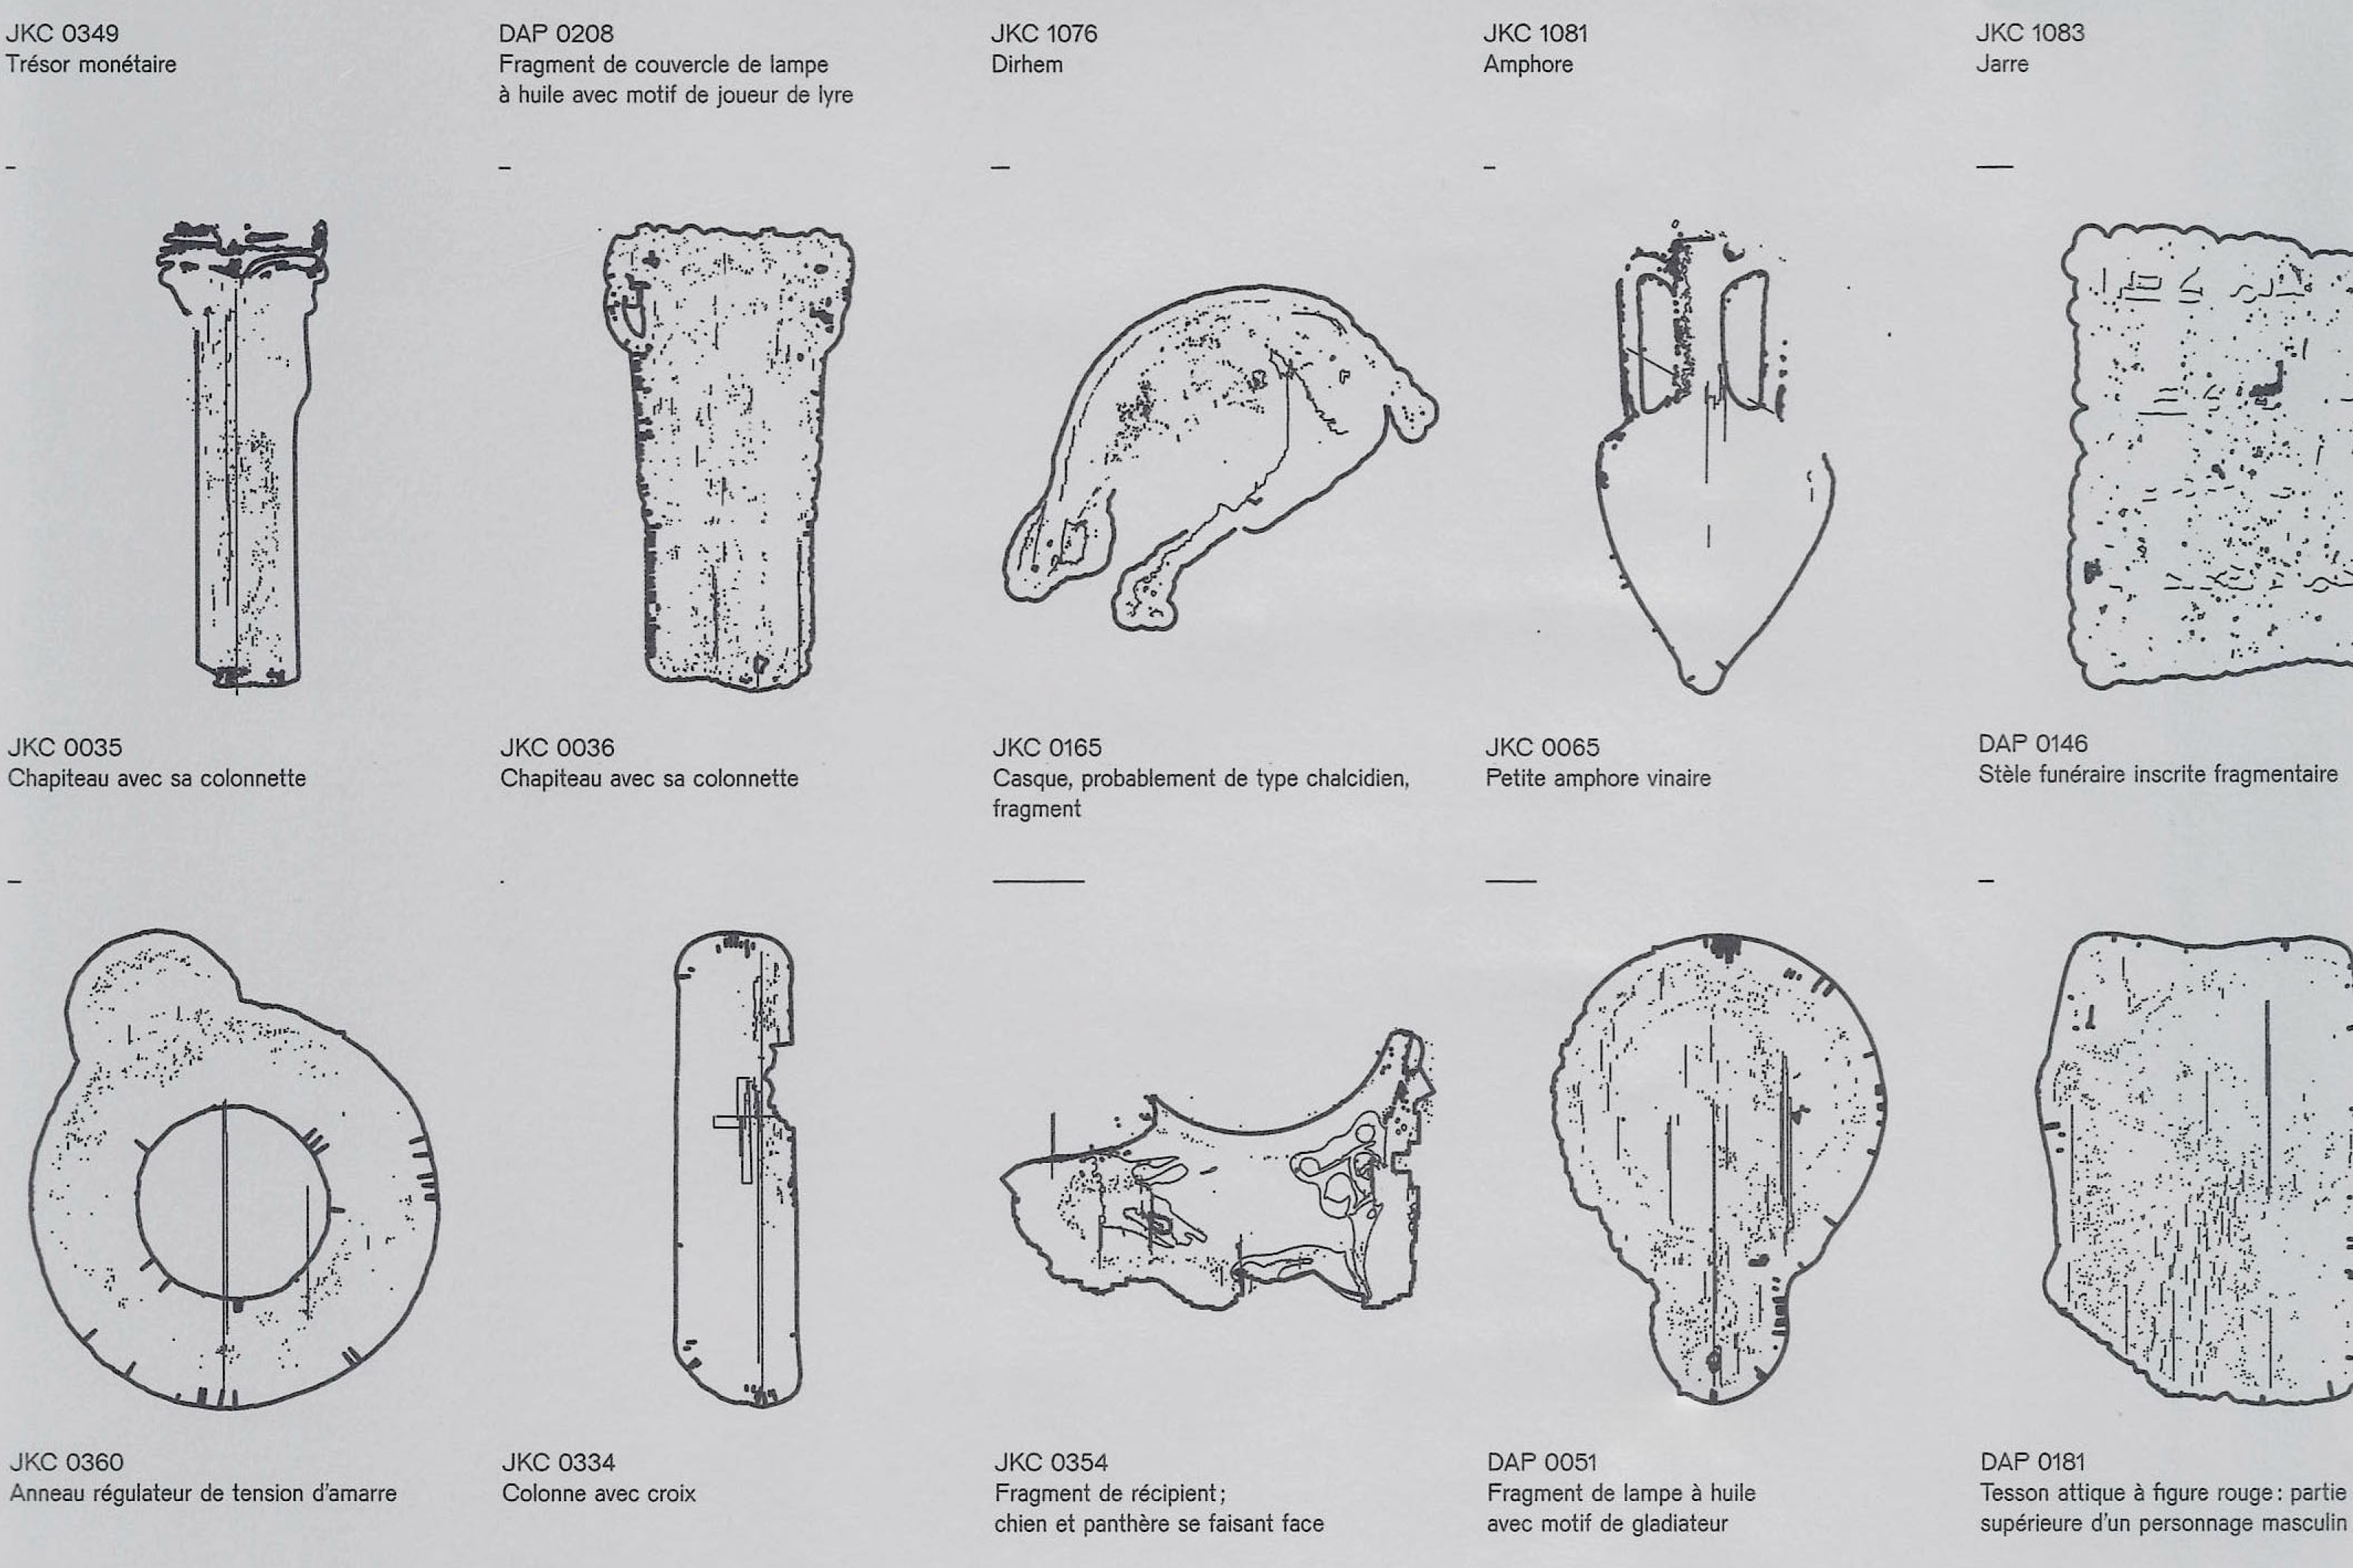 JKC 0349
Trésor monétaire
DAP 0208
Fragment de couvercle de lampe
à huile avec motif de joueur de lyre
JKC 1076
Dirhem
JKC 1081
Amphore
JKC 1083
Jarre
JKC 0035
Chapiteau avec sa colonnette
JKC 0036
Chapiteau avec sa colonnette
JKC 0165
Casque, probablement de type chalcidien,
fragment
JKC 0065
Petite amphore vinaire
DAP 0146
Stèle funéraire inscrite fragmentaire
JKC 0360
Anneau régulateur de tension d'amarre
JKC 0334
Colonne avec croix
JKC 0354
Fragment de récipient;
chien et panthère se faisant face
DAP 0051
Fragment de lampe à huile
avec motif de gladiateur
DAP 0181
Tesson attique à figure rouge : partie
supérieure d'un personnage masculin